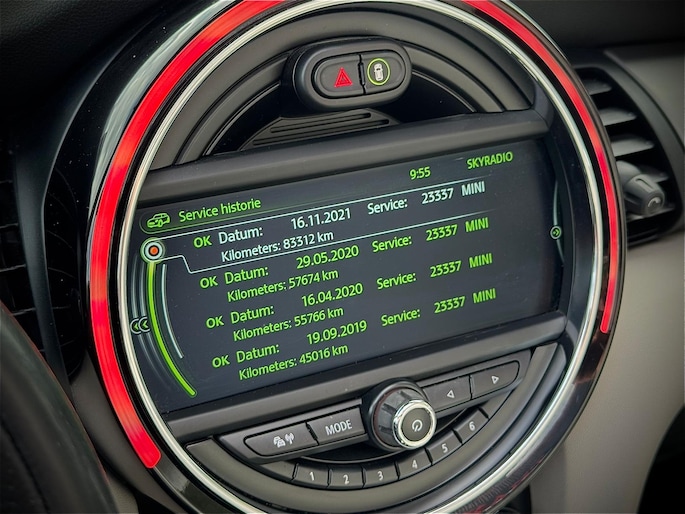 9:55 SKYRADIO
Service historie
OK Datum: 16.11.2021 Service: 23337 MINI
Kilometers: 83312 km
OK Datum: 29.05.2020 Service: 23337 MINI
Kilometers: 57674 km
OK Datum: 16.04.2020 Service: 23337 MINI
Kilometers: 55766 km
OK Datum: 19.09.2019 Service: 23337 MINI
Kilometers: 45016 km
MODE
1 2 3 4 5 6